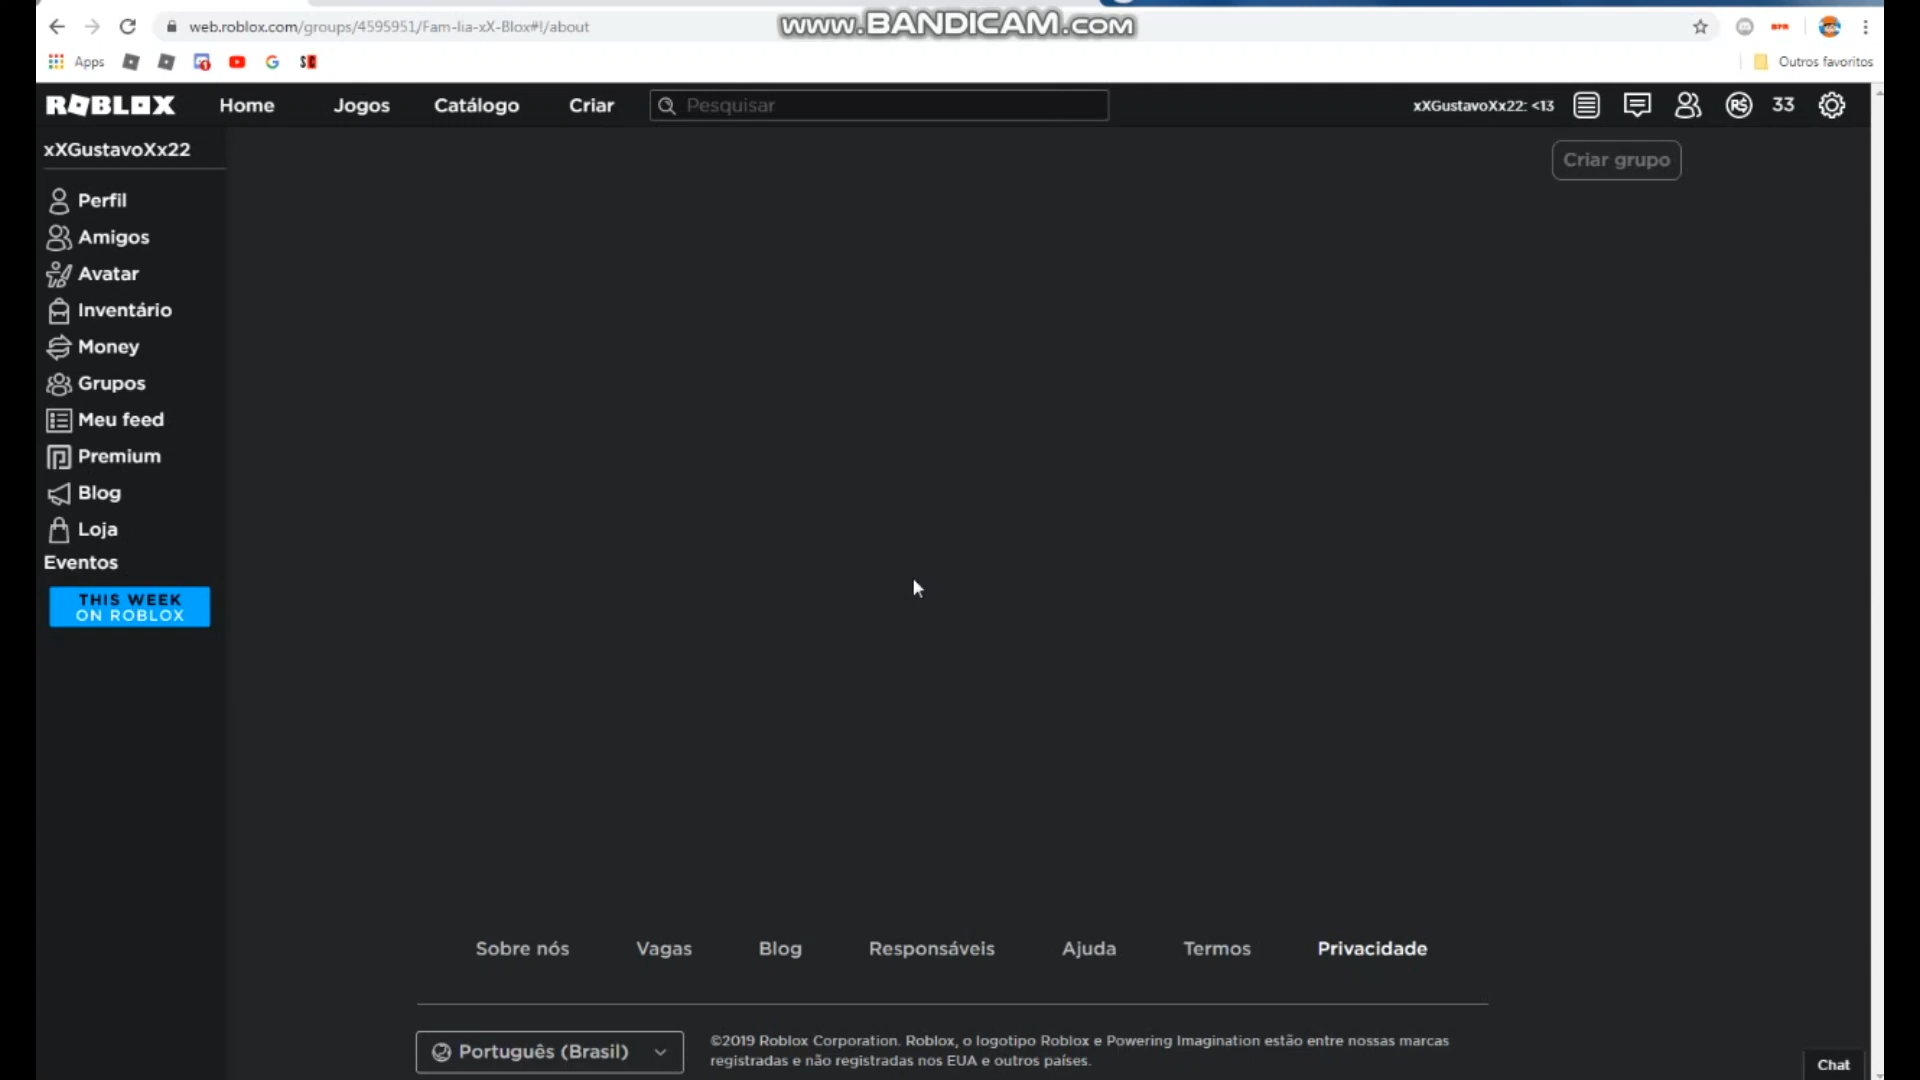 web.roblox.com/groups/4595951/Fam-lia-xX-Blox#!/about
www.BANDICAM.com
Apps
Outros favoritos
ROBLOX
Home
Jogos
Catálogo
Criar
Pesquisar
xXGustavoXx22: <13
33
xXGustavoXx22
Criar grupo
Perfil
Amigos
Avatar
Inventário
Money
Grupos
Meu feed
Premium
Blog
Loja
Eventos
THIS WEEK
ON ROBLOX
Sobre nós
Vagas
Blog
Responsáveis
Ajuda
Termos
Privacidade
Português (Brasil)
©2019 Roblox Corporation. Roblox, o logotipo Roblox e Powering Imagination estão entre nossas marcas
registradas e não registradas nos EUA e outros países.
Chat